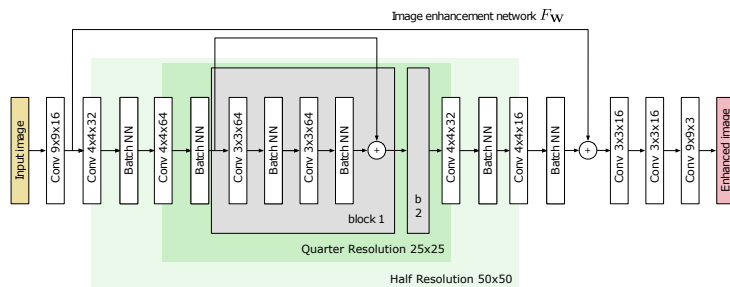 Image enhancement network F_W
Input image
Conv 9x9x16
Conv 4x4x32
Batch NN
Conv 4x4x64
Batch NN
Conv 3x3x64
Batch NN
Conv 3x3x64
Batch NN
+
block 1
b
2
Conv 4x4x32
Batch NN
Conv 4x4x16
Batch NN
+
Conv 3x3x16
Conv 3x3x16
Conv 9x9x3
Enhanced image
Quarter Resolution 25x25
Half Resolution 50x50